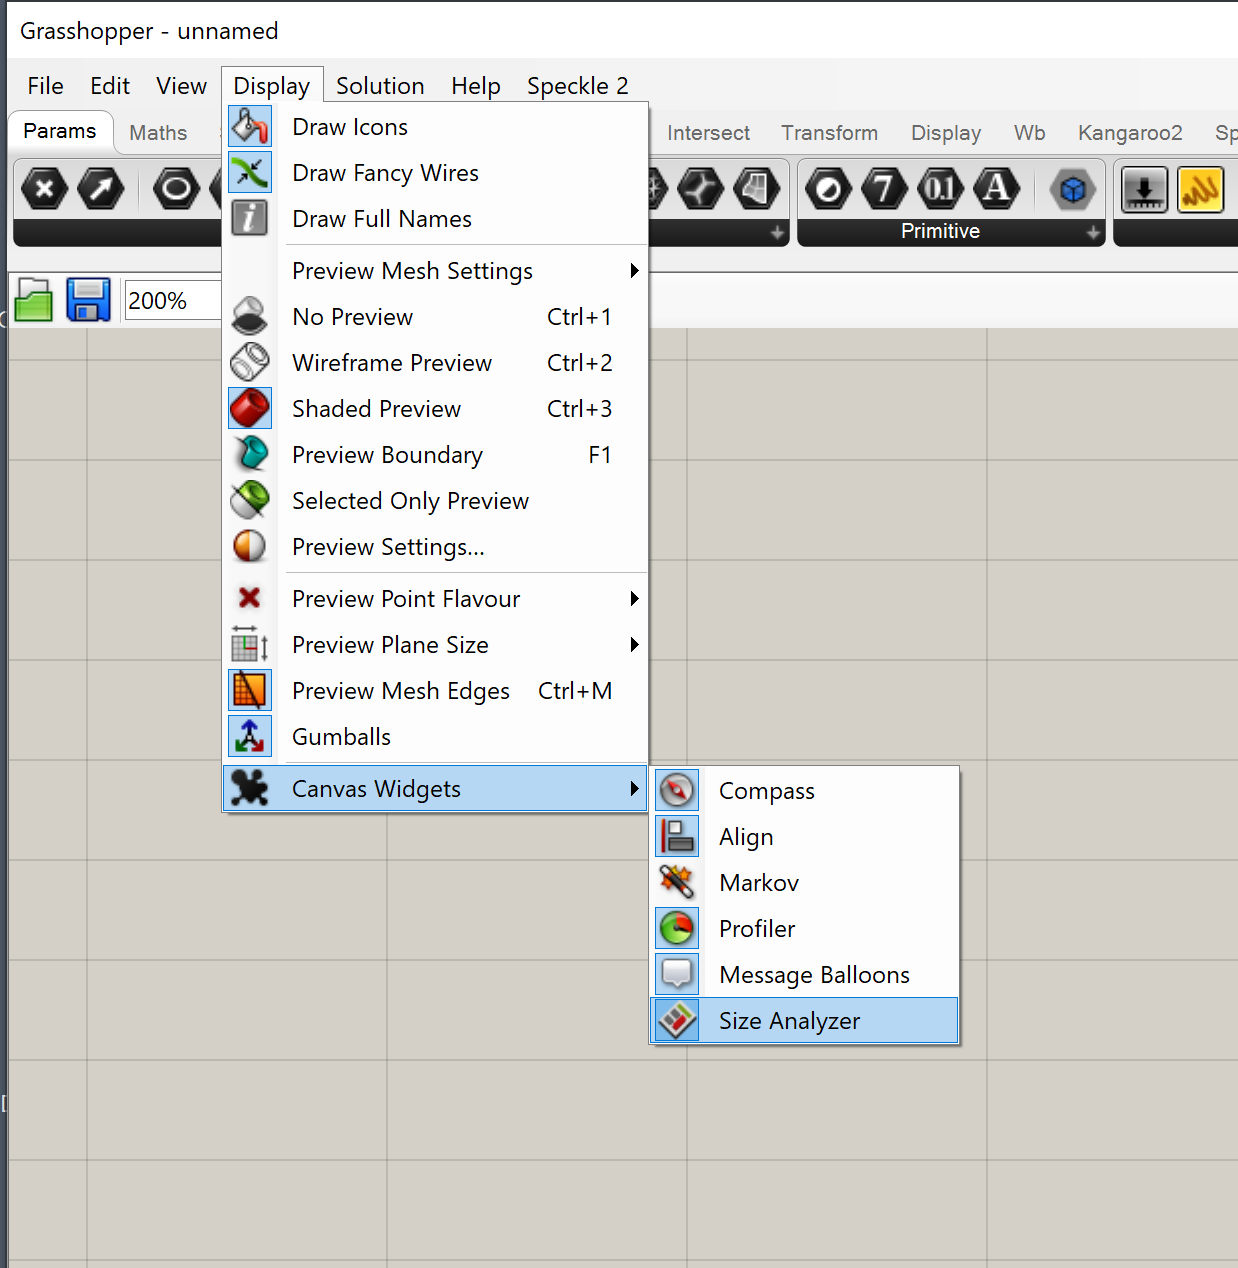 Grasshopper - unnamed
File Edit View Display Solution Help Speckle 2
Params Maths Intersect Transform Display Wb Kangaroo2 Sp
Primitive
200%
Draw Icons
Draw Fancy Wires
Draw Full Names
Preview Mesh Settings
No Preview Ctrl+1
Wireframe Preview Ctrl+2
Shaded Preview Ctrl+3
Preview Boundary F1
Selected Only Preview
Preview Settings...
Preview Point Flavour
Preview Plane Size
Preview Mesh Edges Ctrl+M
Gumballs
Canvas Widgets
Compass
Align
Markov
Profiler
Message Balloons
Size Analyzer